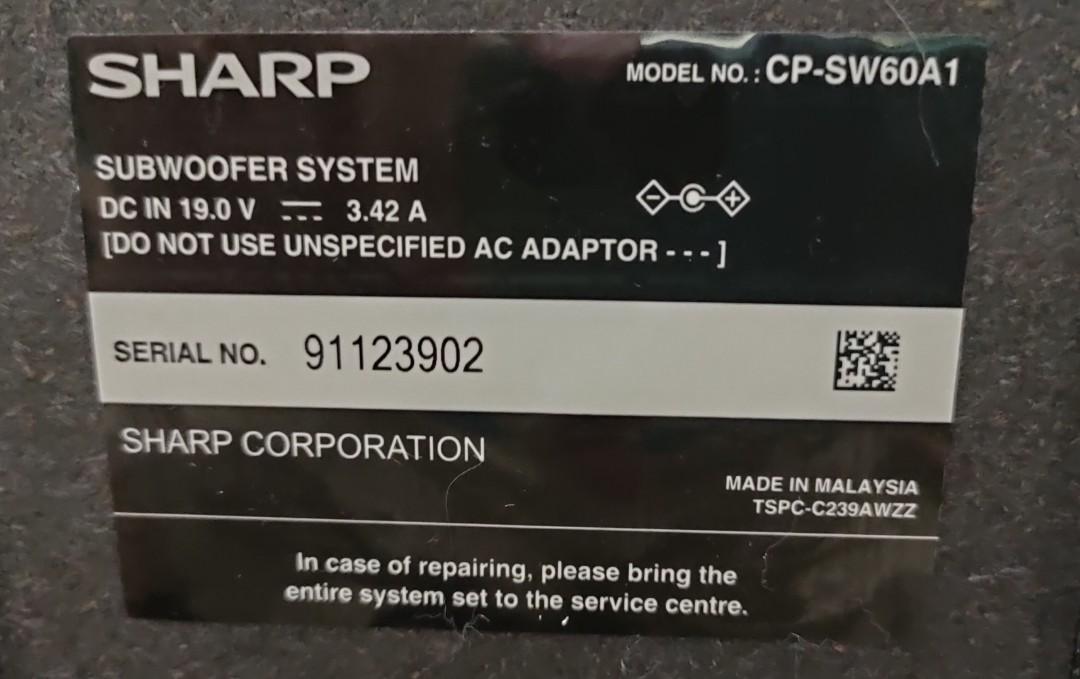 SHARP
MODEL NO.: CP-SW60A1
SUBWOOFER SYSTEM
DC IN 19.0 V ⎓ 3.42 A
[DO NOT USE UNSPECIFIED AC ADAPTOR - - - ]
SERIAL NO. 91123902
SHARP CORPORATION
MADE IN MALAYSIA
TSPC-C239AWZZ
In case of repairing, please bring the
entire system set to the service centre.